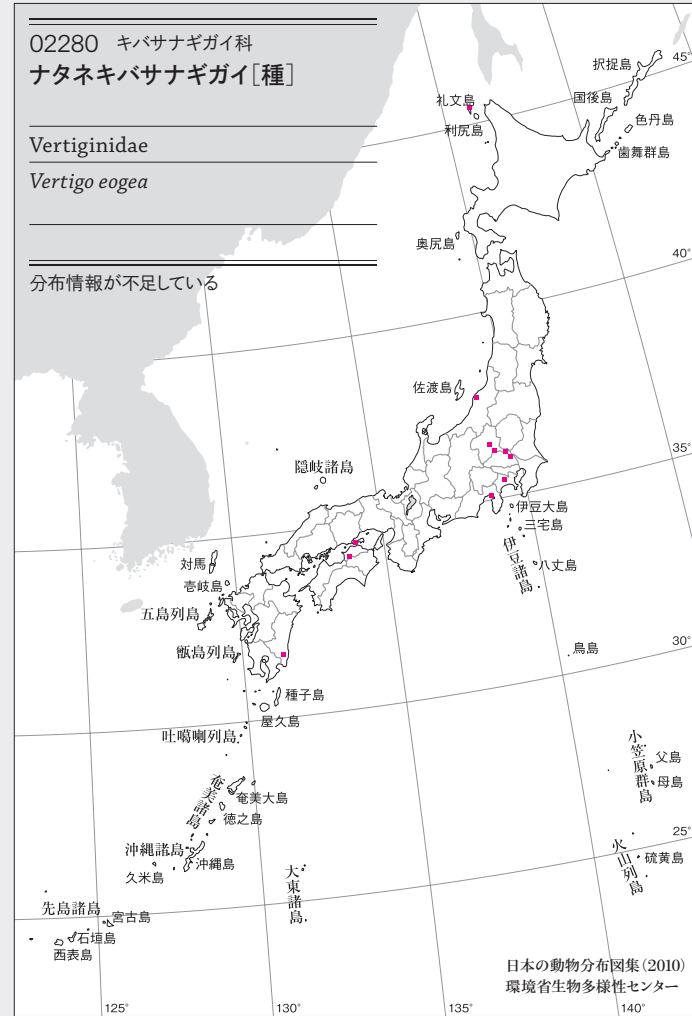 02280 キバサナギガイ科
ナタネキバサナギガイ[種]
Vertiginidae
Vertigo eogea
分布情報が不足している
択捉島
国後島
色丹島
歯舞群島
礼文島
利尻島
奥尻島
佐渡島
隠岐諸島
伊豆大島
三宅島
伊豆諸島
八丈島
対馬
壱岐島
五島列島
甑島列島
鳥島
種子島
屋久島
吐噶喇列島
小笠原群島
父島
母島
奄美諸島
奄美大島
徳之島
沖縄諸島
沖縄島
久米島
火山列島
硫黄島
大東諸島
先島諸島
宮古島
石垣島
西表島
45°
40°
35°
30°
25°
125°
130°
135°
140°
日本の動物分布図集(2010)
環境省生物多様性センター